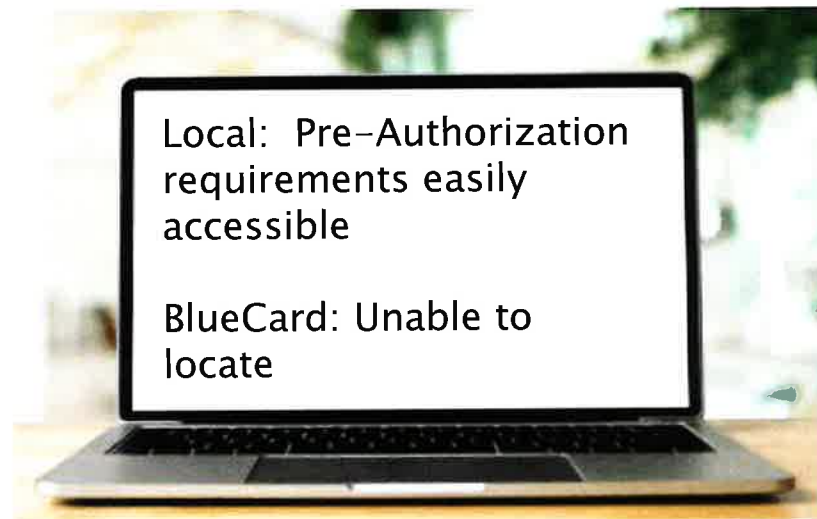 Local:  Pre-Authorization
requirements easily
accessible
BlueCard: Unable to
locate